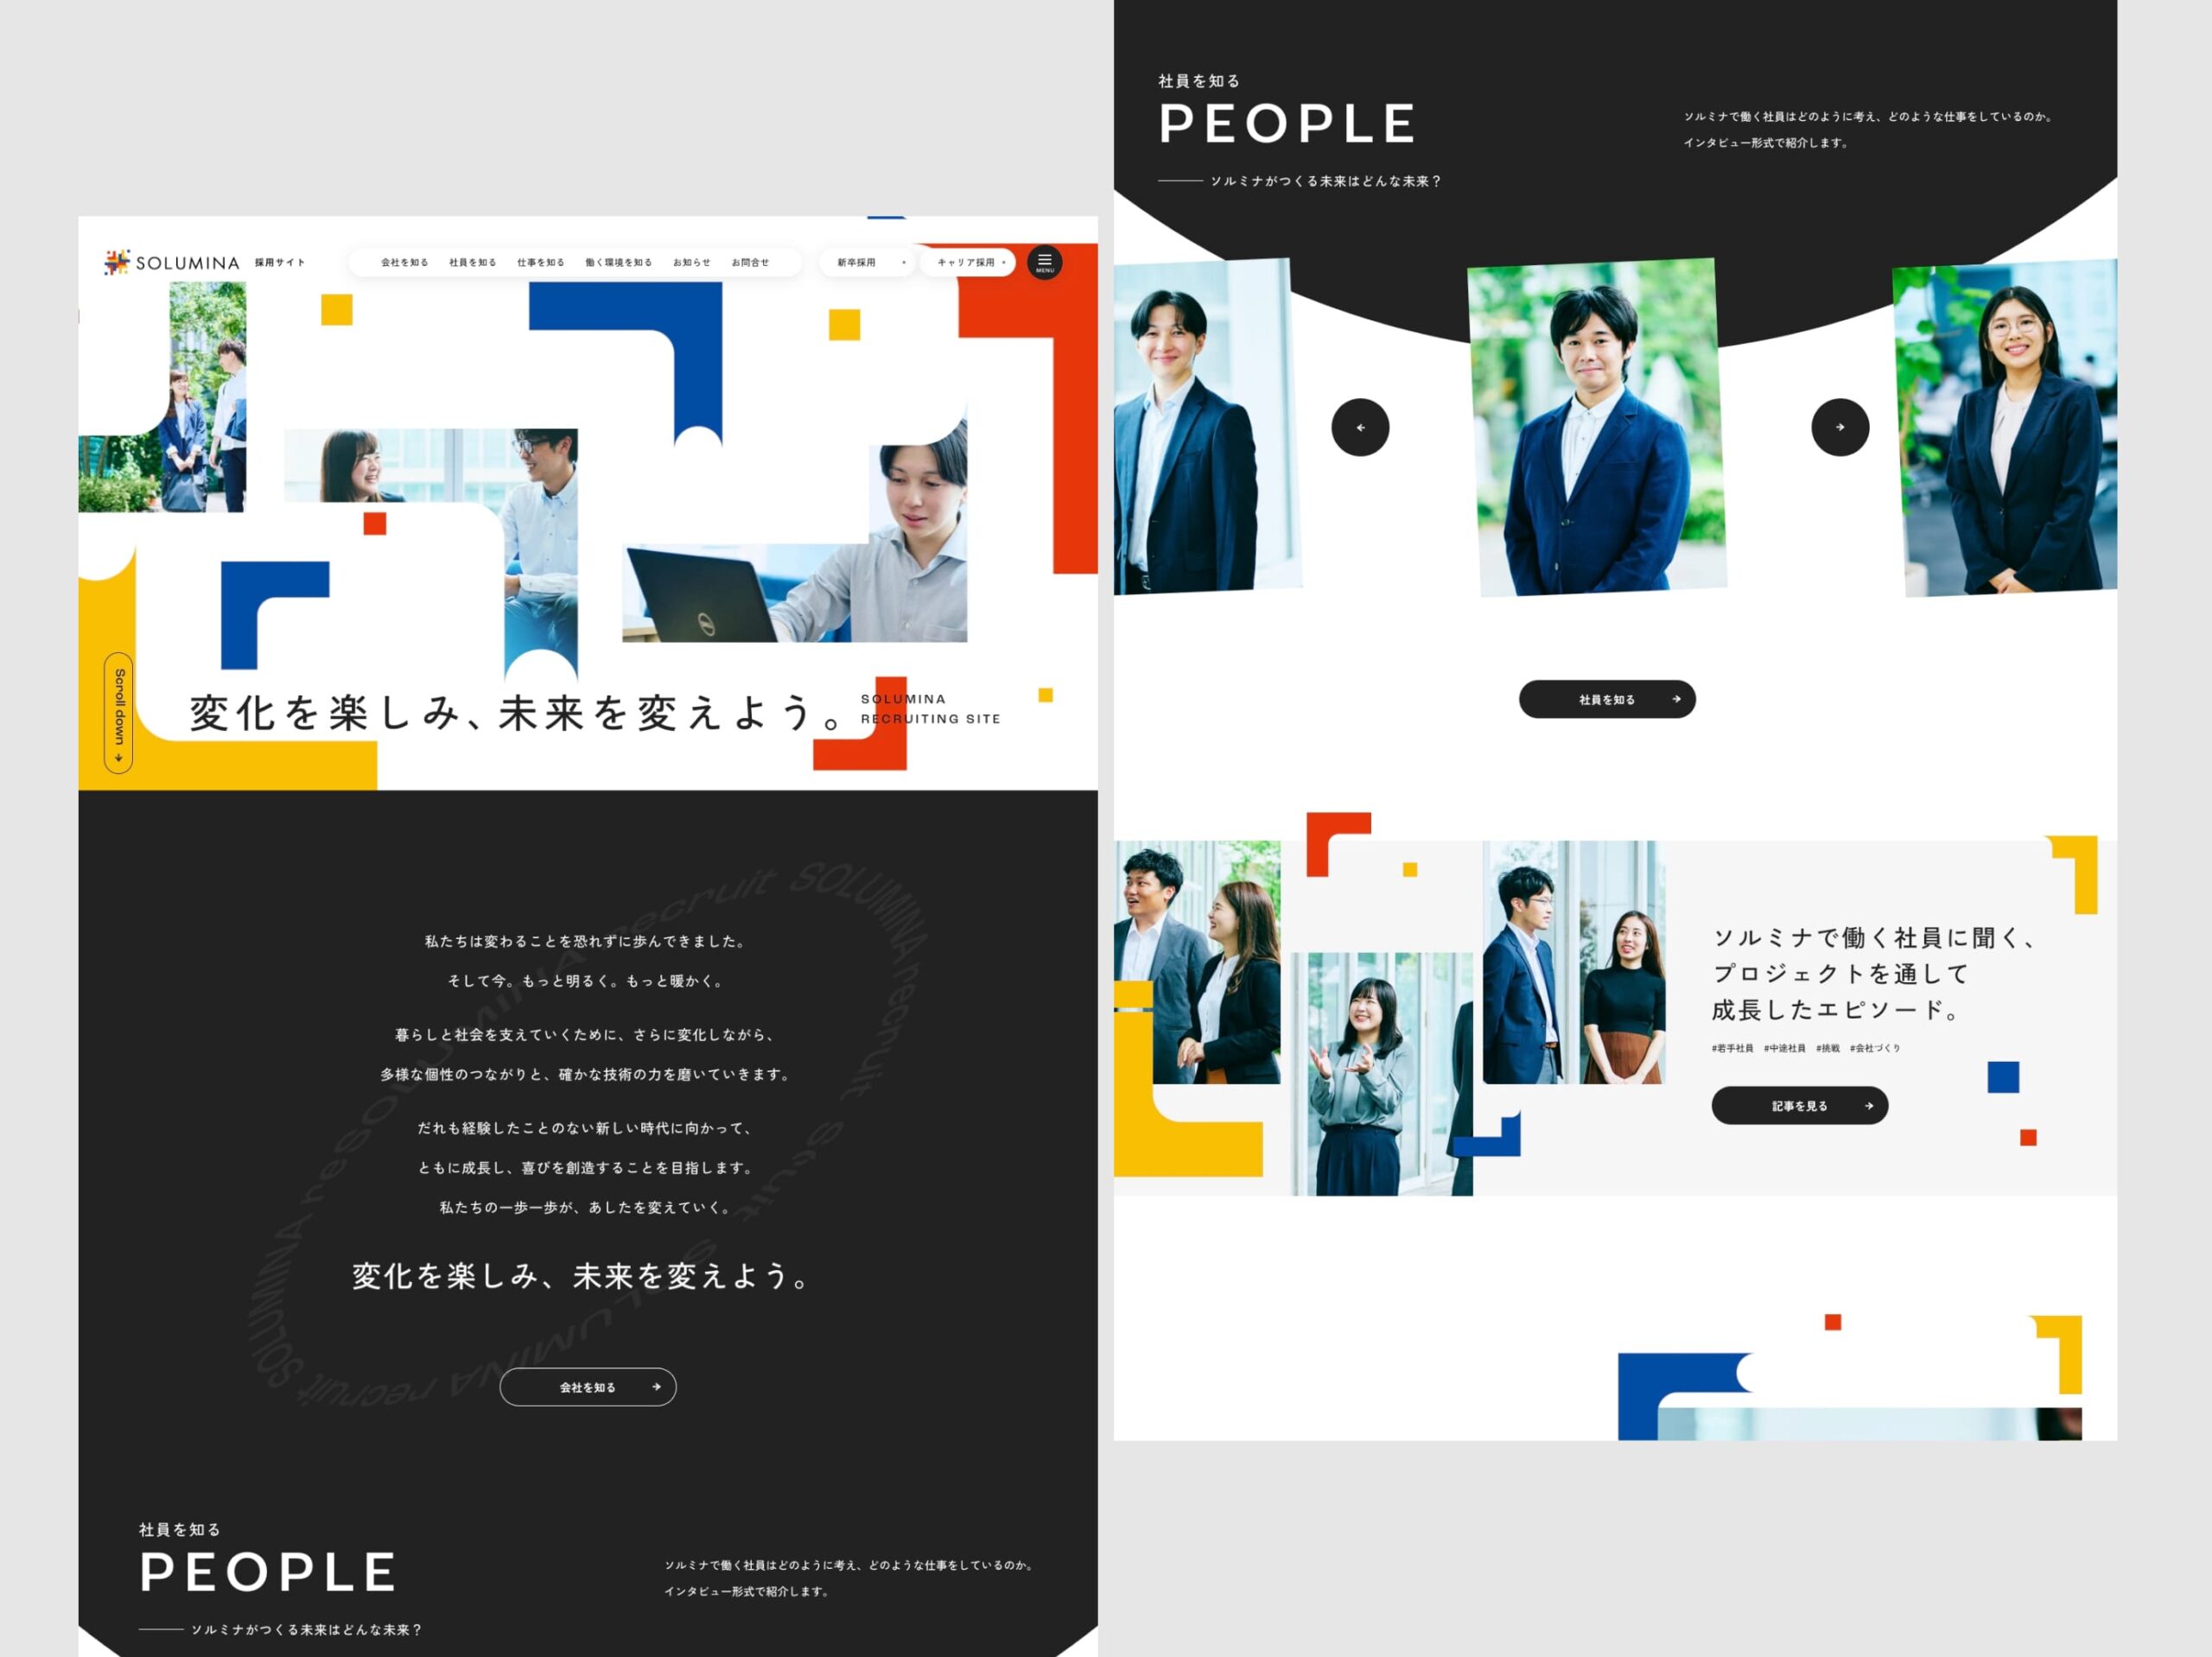 SOLUMINA 採用サイト
会社を知る 社員を知る 仕事を知る 働く環境を知る お知らせ お問合せ
新卒採用
キャリア採用
MENU
Scroll down
変化を楽しみ、未来を変えよう。
SOLUMINA
RECRUITING SITE
SOLUMINA recruit SOLUMINA recruit SOLUMINA recruit
私たちは変わることを恐れずに歩んできました。
そして今。もっと明るく。もっと暖かく。
暮らしと社会を支えていくために、さらに変化しながら、
多様な個性のつながりと、確かな技術の力を磨いていきます。
だれも経験したことのない新しい時代に向かって、
ともに成長し、喜びを創造することを目指します。
私たちの一歩一歩が、あしたを変えていく。
変化を楽しみ、未来を変えよう。
会社を知る
社員を知る
PEOPLE
ソルミナがつくる未来はどんな未来？
ソルミナで働く社員はどのように考え、どのような仕事をしているのか。
インタビュー形式で紹介します。
社員を知る
PEOPLE
ソルミナがつくる未来はどんな未来？
ソルミナで働く社員はどのように考え、どのような仕事をしているのか。
インタビュー形式で紹介します。
社員を知る
ソルミナで働く社員に聞く、
プロジェクトを通して
成長したエピソード。
#若手社員 #中途社員 #挑戦 #会社づくり
記事を見る